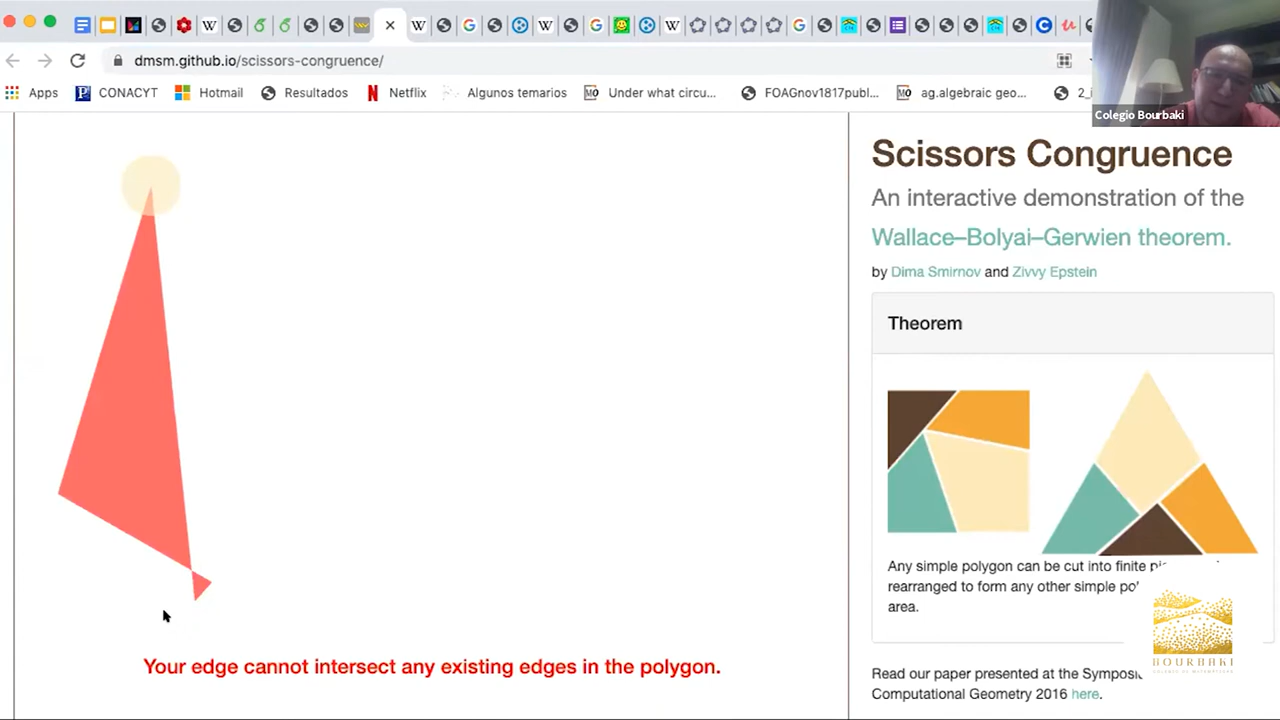 dmsm.github.io/scissors-congruence/
Apps CONACYT Hotmail Resultados Netflix Algunos temarios Under what circu... FOAGnov1817publ... ag.algebraic geo...
Colegio Bourbaki
Scissors Congruence
An interactive demonstration of the
Wallace–Bolyai–Gerwien theorem.
by Dima Smirnov and Zivvy Epstein
Theorem
Any simple polygon can be cut into finite
rearranged to form any other simple
area.
Your edge cannot intersect any existing edges in the polygon.
BOURBAKI
Read our paper presented at the
Computational Geometry 2016 here.